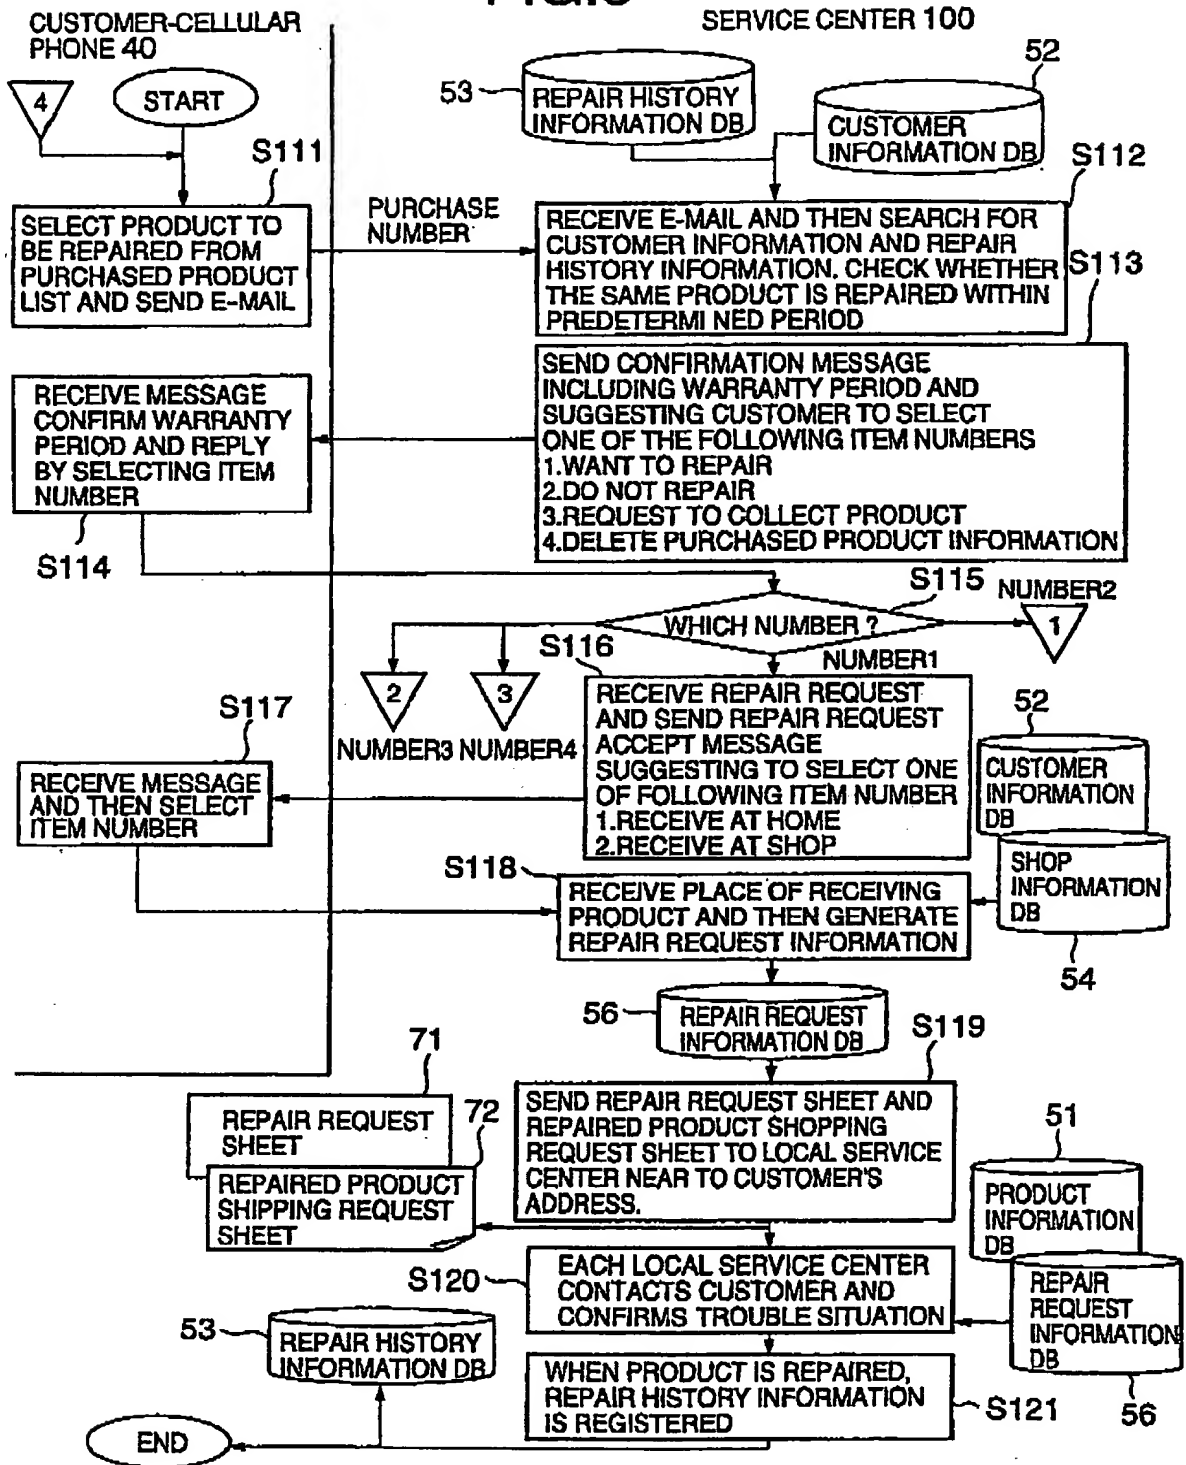 CUSTOMER-CELLULAR
PHONE 40
SERVICE CENTER 100
4
START
53
REPAIR HISTORY
INFORMATION DB
52
CUSTOMER
INFORMATION DB
S111
S112
SELECT PRODUCT TO
BE REPAIRED FROM
PURCHASED PRODUCT
LIST AND SEND E-MAIL
PURCHASE
NUMBER
RECEIVE E-MAIL AND THEN SEARCH FOR
CUSTOMER INFORMATION AND REPAIR
HISTORY INFORMATION. CHECK WHETHER
THE SAME PRODUCT IS REPAIRED WITHIN
PREDETERMI NED PERIOD
S113
RECEIVE MESSAGE
CONFIRM WARRANTY
PERIOD AND REPLY
BY SELECTING ITEM
NUMBER
S114
SEND CONFIRMATION MESSAGE
INCLUDING WARRANTY PERIOD AND
SUGGESTING CUSTOMER TO SELECT
ONE OF THE FOLLOWING ITEM NUMBERS
1.WANT TO REPAIR
2.DO NOT REPAIR
3.REQUEST TO COLLECT PRODUCT
4.DELETE PURCHASED PRODUCT INFORMATION
S115
WHICH NUMBER ?
NUMBER2
1
2
NUMBER3
3
NUMBER4
NUMBER1
S116
RECEIVE REPAIR REQUEST
AND SEND REPAIR REQUEST
ACCEPT MESSAGE
SUGGESTING TO SELECT ONE
OF FOLLOWING ITEM NUMBER
1.RECEIVE AT HOME
2.RECEIVE AT SHOP
S117
RECEIVE MESSAGE
AND THEN SELECT
ITEM NUMBER
52
CUSTOMER
INFORMATION
DB
SHOP
INFORMATION
DB
54
S118
RECEIVE PLACE OF RECEIVING
PRODUCT AND THEN GENERATE
REPAIR REQUEST INFORMATION
56
REPAIR REQUEST
INFORMATION DB
S119
SEND REPAIR REQUEST SHEET AND
REPAIRED PRODUCT SHOPPING
REQUEST SHEET TO LOCAL SERVICE
CENTER NEAR TO CUSTOMER'S
ADDRESS.
71
REPAIR REQUEST
SHEET
72
REPAIRED PRODUCT
SHIPPING REQUEST
SHEET
51
PRODUCT
INFORMATION
DB
REPAIR
REQUEST
INFORMATION
DB
56
S120
EACH LOCAL SERVICE CENTER
CONTACTS CUSTOMER AND
CONFIRMS TROUBLE SITUATION
53
REPAIR HISTORY
INFORMATION DB
WHEN PRODUCT IS REPAIRED,
REPAIR HISTORY INFORMATION
IS REGISTERED
S121
END